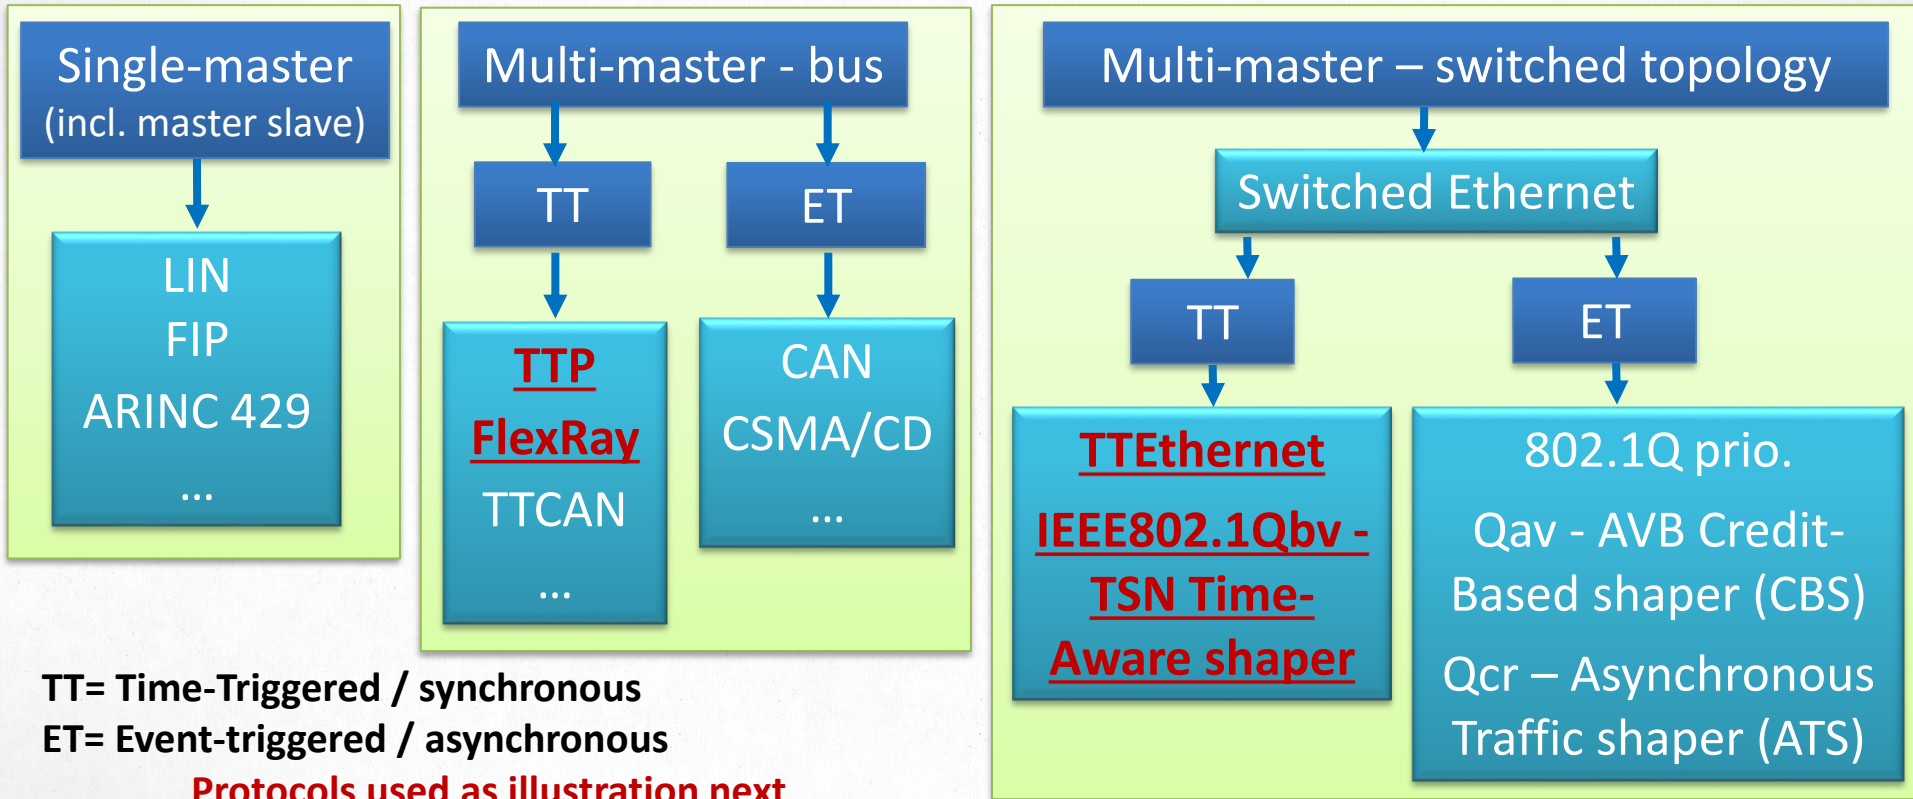 Single-master
(incl. master slave)
LIN
FIP
ARINC 429
...
Multi-master - bus
TT
ET
TTP
FlexRay
TTCAN
...
CAN
CSMA/CD
...
Multi-master – switched topology
Switched Ethernet
TT
ET
TTEthernet
IEEE802.1Qbv -
TSN Time-
Aware shaper
802.1Q prio.
Qav - AVB Credit-
Based shaper (CBS)
Qcr – Asynchronous
Traffic shaper (ATS)
TT= Time-Triggered / synchronous
ET= Event-triggered / asynchronous
Protocols used as illustration next